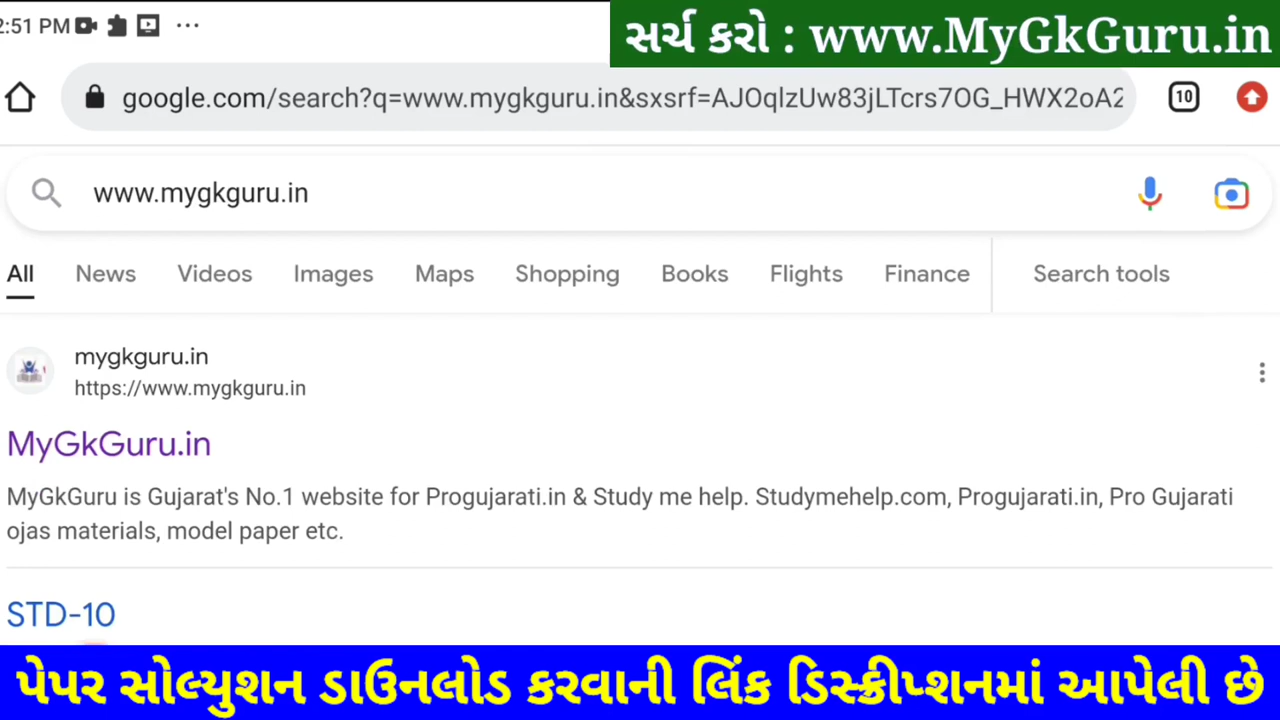 2:51 PM
સર્ચ કરો : www.MyGkGuru.in
google.com/search?q=www.mygkguru.in&sxsrf=AJOqlzUw83jLTcrs7OG_HWX2oA2
10
www.mygkguru.in
All News Videos Images Maps Shopping Books Flights Finance Search tools
mygkguru.in
https://www.mygkguru.in
MyGkGuru.in
MyGkGuru is Gujarat's No.1 website for Progujarati.in & Study me help. Studymehelp.com, Progujarati.in, Pro Gujarati
ojas materials, model paper etc.
STD-10
પેપર સોલ્યુશન ડાઉનલોડ કરવાની લિંક ડિસ્ક્રીપ્શનમાં આપેલી છે